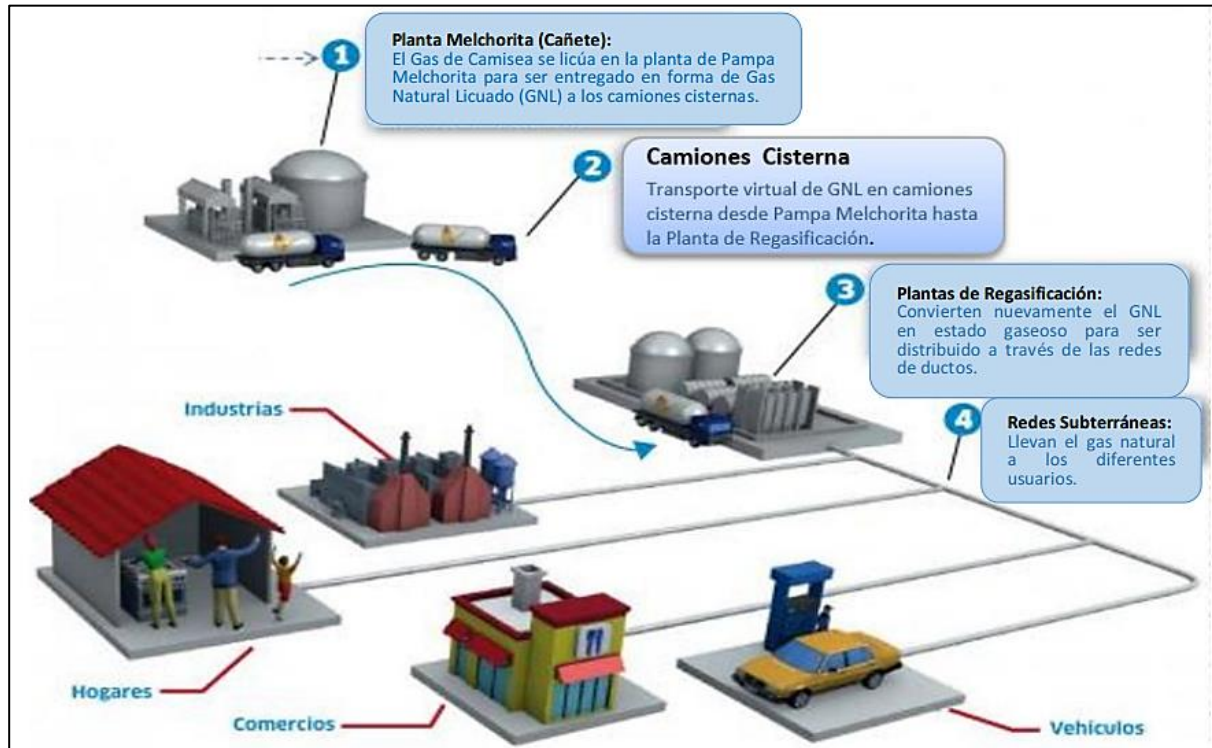 1
Planta Melchorita (Cañete):
El Gas de Camisea se licúa en la planta de Pampa
Melchorita para ser entregado en forma de Gas
Natural Licuado (GNL) a los camiones cisternas.
2
Camiones Cisterna
Transporte virtual de GNL en camiones
cisterna desde Pampa Melchorita hasta
la Planta de Regasificación.
3
Plantas de Regasificación:
Convierten nuevamente el GNL
en estado gaseoso para ser
distribuido a través de las redes
de ductos.
4
Redes Subterráneas:
Llevan el gas natural
a los diferentes
usuarios.
Industrias
Hogares
Comercios
Vehículos